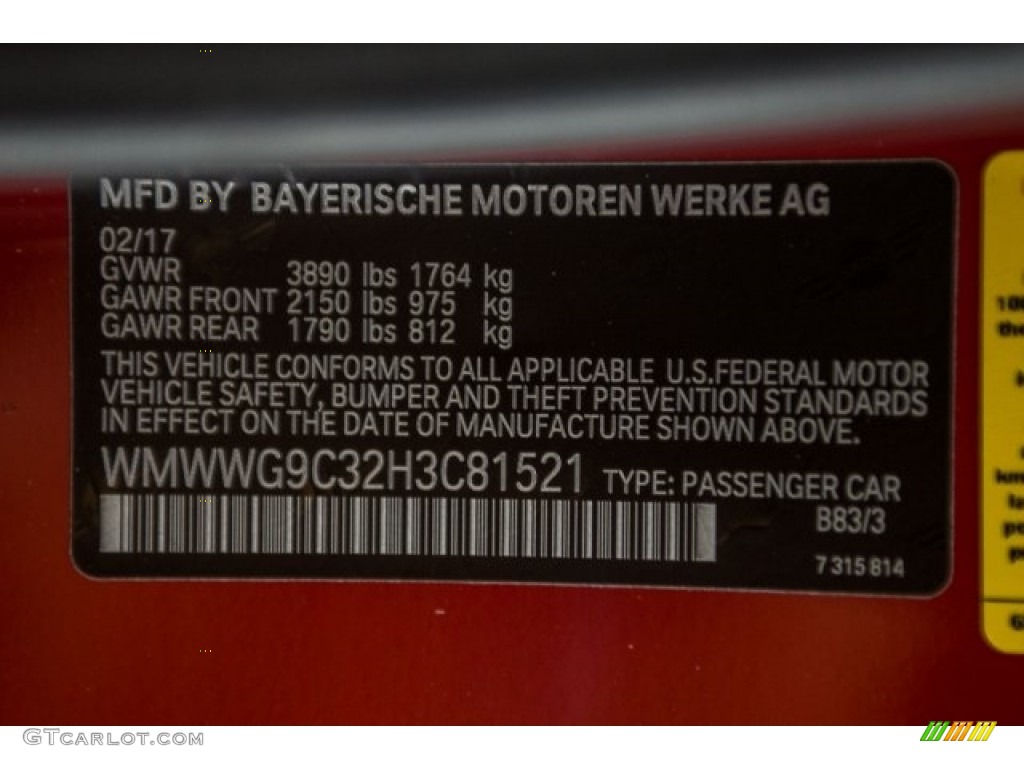 MFD BY BAYERISCHE MOTOREN WERKE AG
02/17
GVWR 3890 lbs 1764 kg
GAWR FRONT 2150 lbs 975 kg
GAWR REAR 1790 lbs 812 kg
THIS VEHICLE CONFORMS TO ALL APPLICABLE U.S.FEDERAL MOTOR
VEHICLE SAFETY, BUMPER AND THEFT PREVENTION STANDARDS
IN EFFECT ON THE DATE OF MANUFACTURE SHOWN ABOVE.
WMWWG9C32H3C81521 TYPE: PASSENGER CAR
B83/3
7 315 814
GTCARLOT.COM